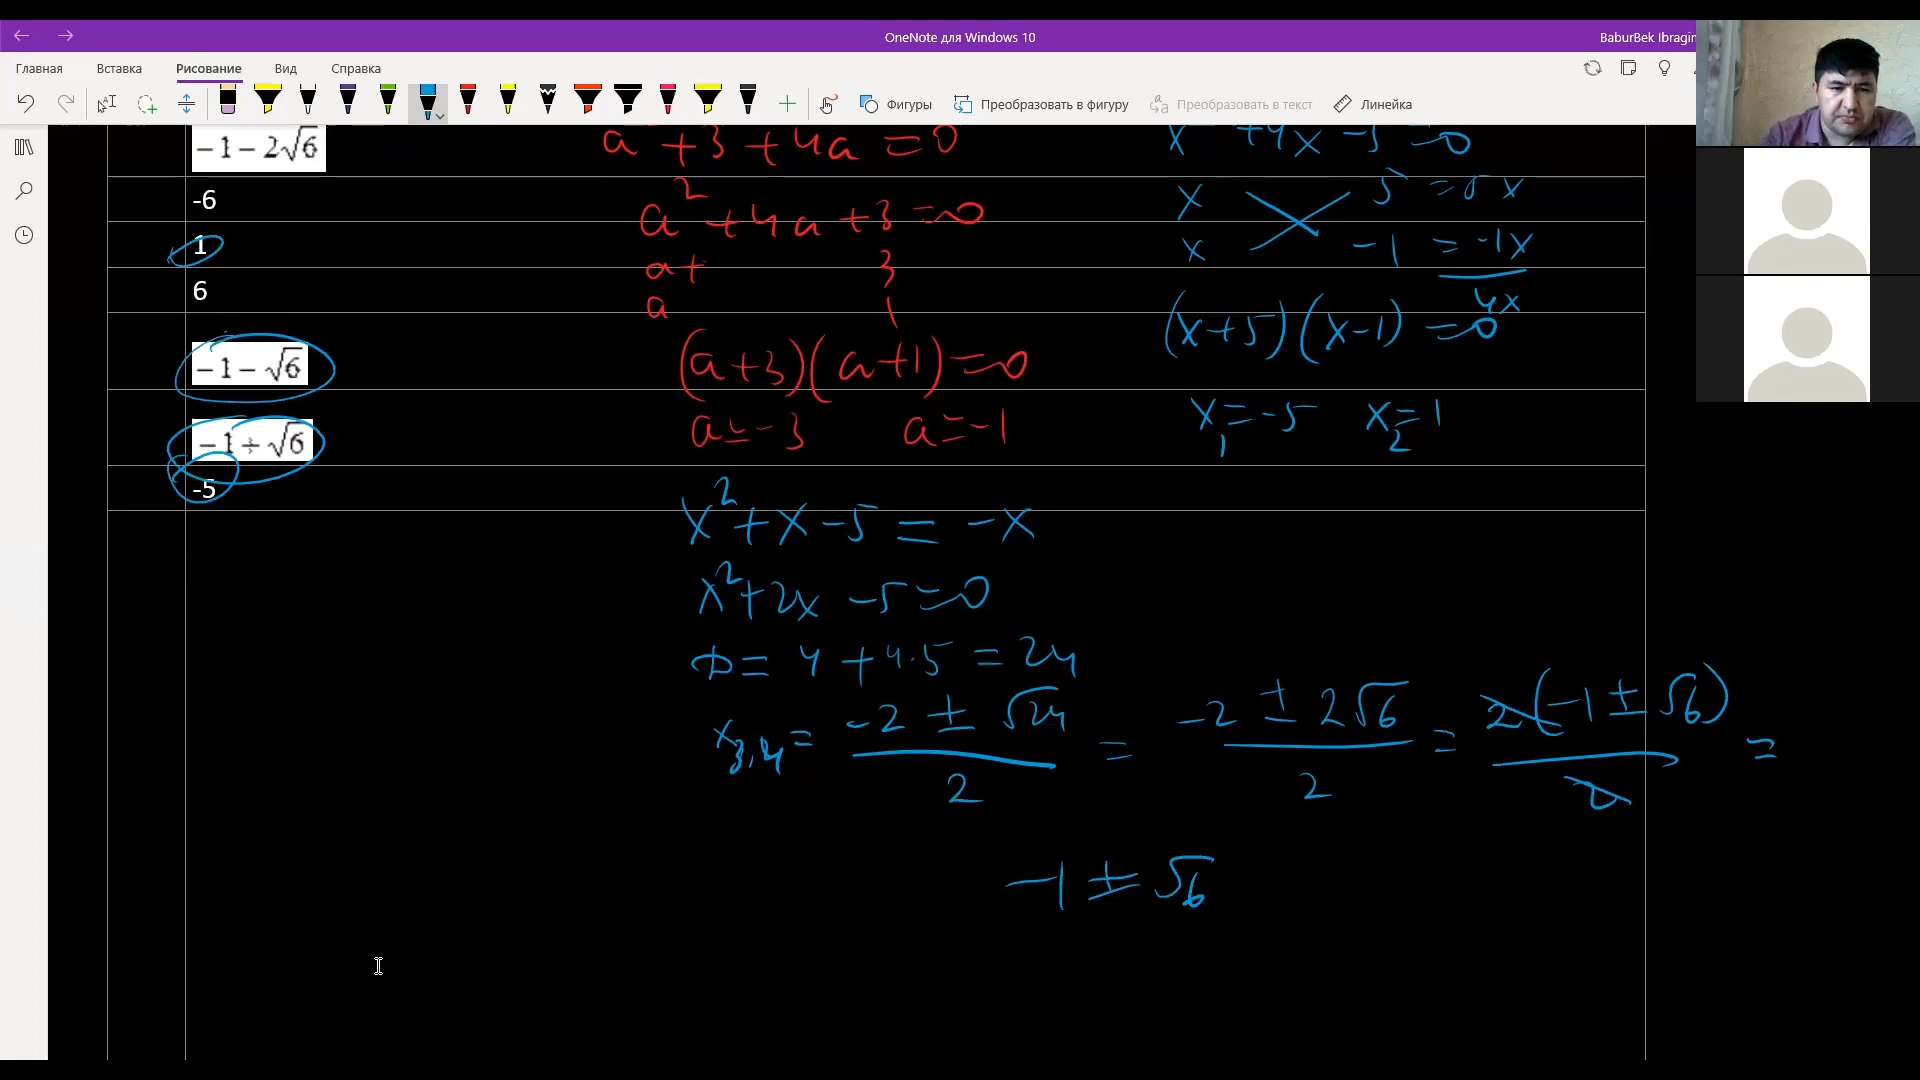 OneNote для Windows 10
BaburBek Ibragin
Главная Вставка Рисование Вид Справка
Фигуры Преобразовать в фигуру Преобразовать в текст Линейка
-1-2√6
-6
1
6
-1-√6
-1+√6
-5
a +3+4a=0
a²+4a+3=0
a+ 3
a 1
(a+3)(a+1)=0
a=-3 a=-1
x +4x-5=0
x 5 =5x
x -1 =-1x
4x
(x+5)(x-1)=0
x₁=-5 x₂=1
x²+x-5=-x
x²+2x-5=0
D=4+4·5=24
x₃,₄= (-2±√24)/2 = (-2±2√6)/2 = 2(-1±√6)/2 =
-1±√6